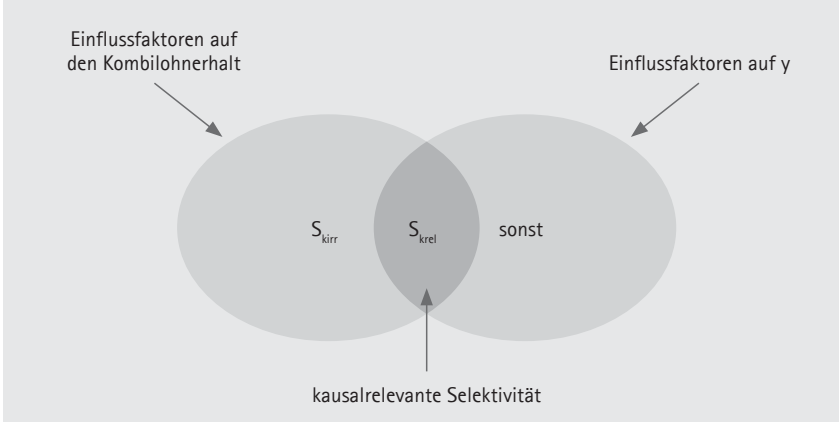 Einflussfaktoren auf
den Kombilohnerhalt
Einflussfaktoren auf y
S_kirr
S_krel
sonst
kausalrelevante Selektivität